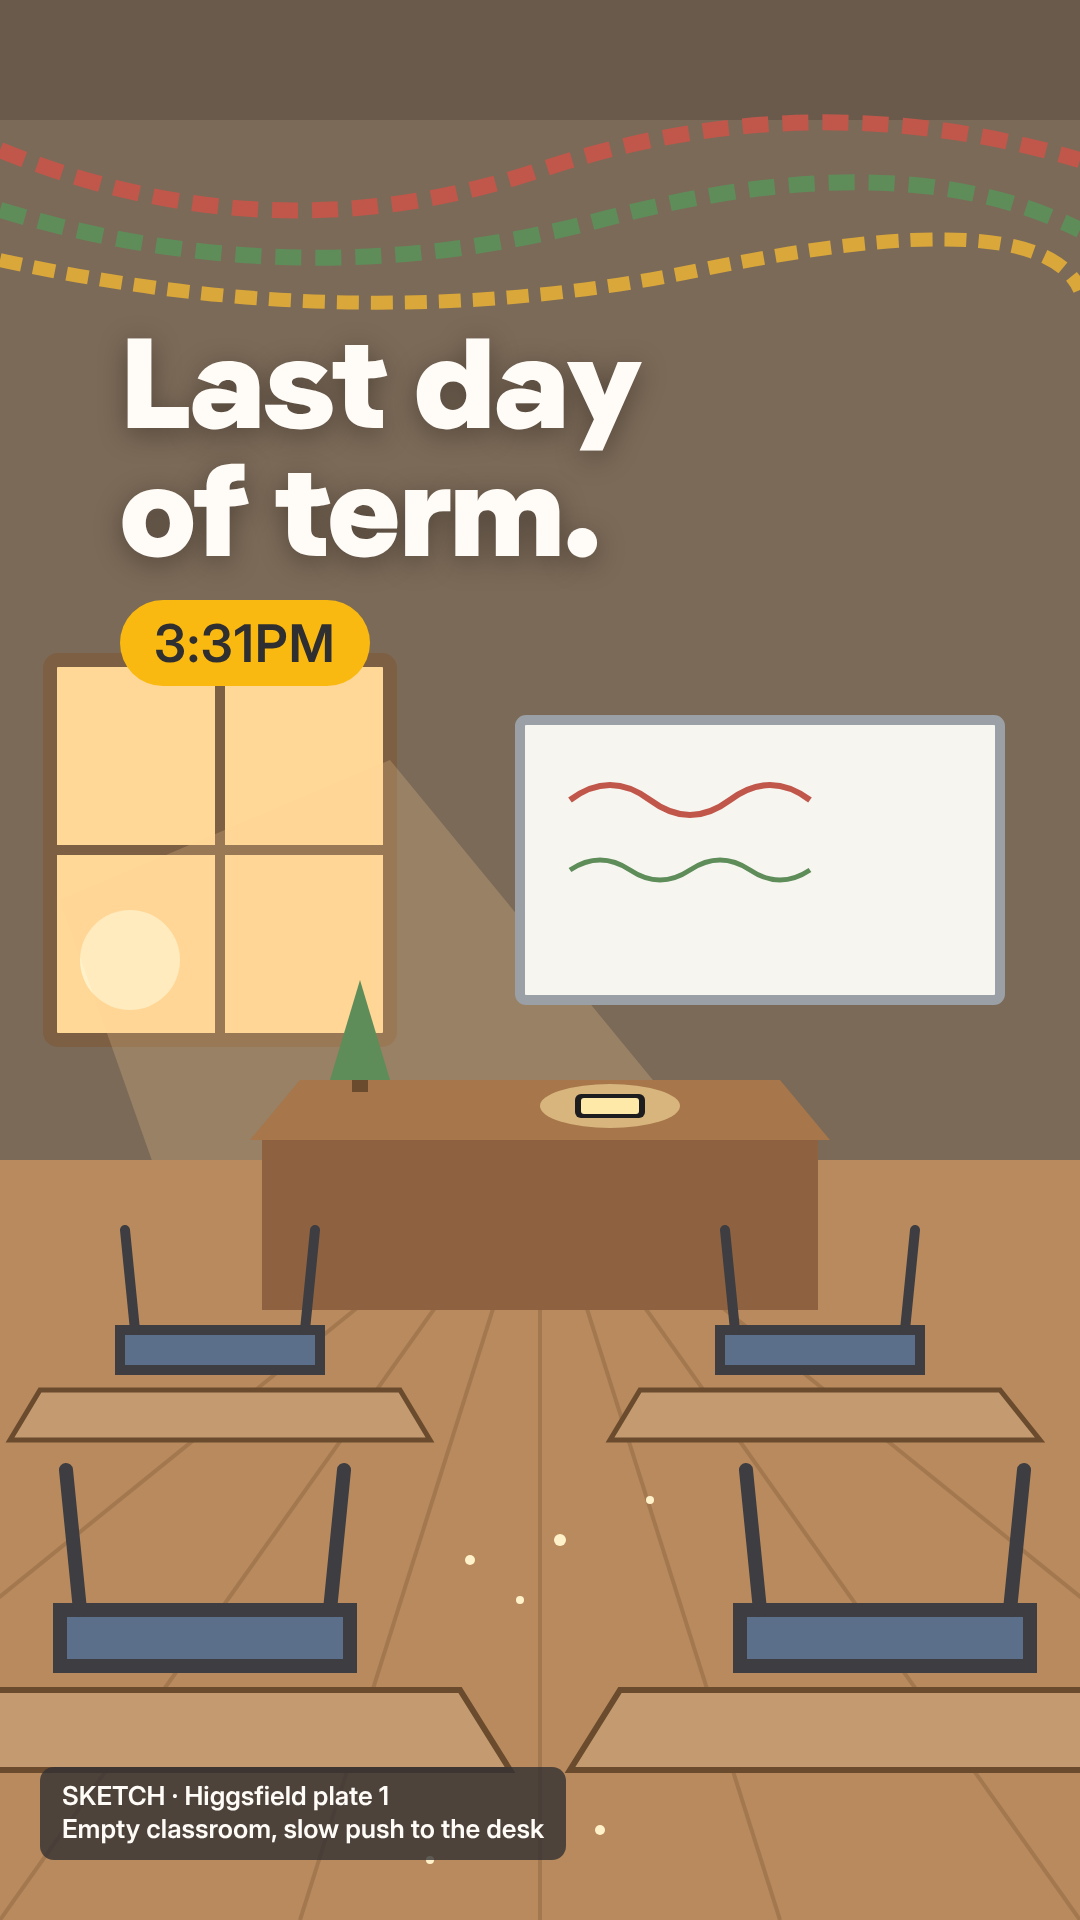 Last day
of term.
3:31PM
SKETCH · Higgsfield plate 1
Empty classroom, slow push to the desk